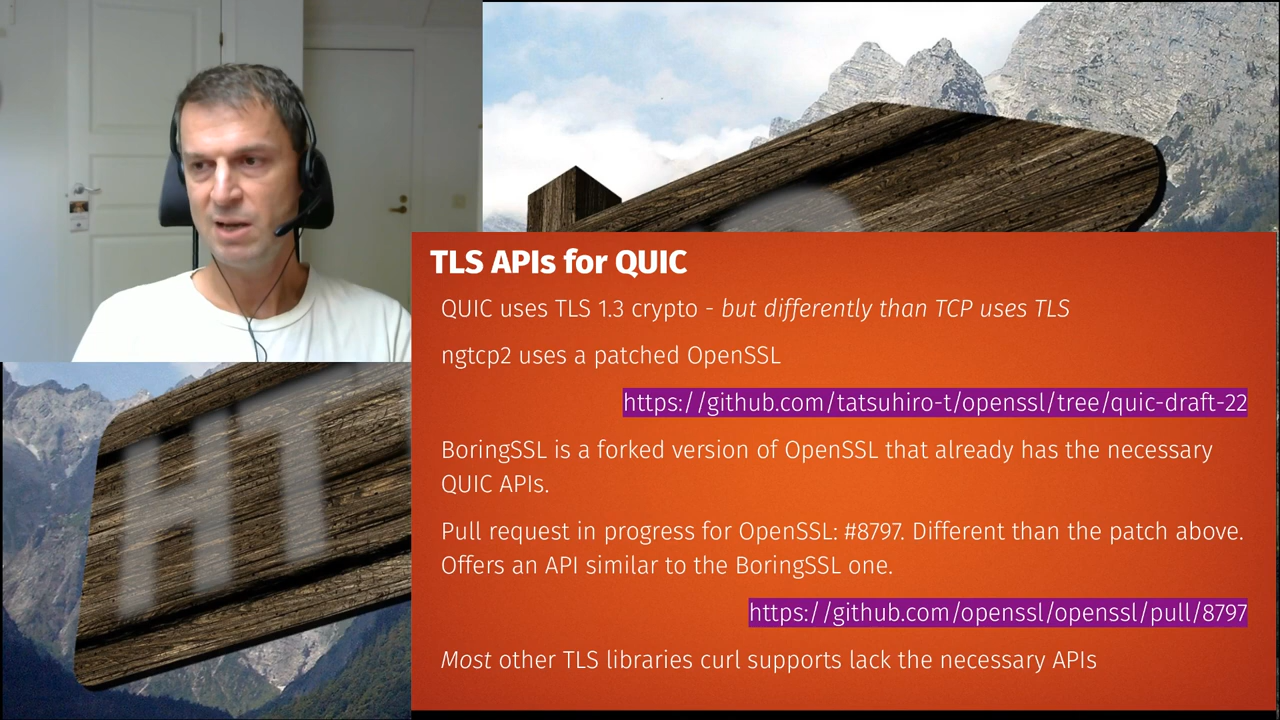 TLS APIs for QUIC
QUIC uses TLS 1.3 crypto - but differently than TCP uses TLS
ngtcp2 uses a patched OpenSSL
https://github.com/tatsuhiro-t/openssl/tree/quic-draft-22
BoringSSL is a forked version of OpenSSL that already has the necessary
QUIC APIs.
Pull request in progress for OpenSSL: #8797. Different than the patch above.
Offers an API similar to the BoringSSL one.
https://github.com/openssl/openssl/pull/8797
Most other TLS libraries curl supports lack the necessary APIs
HT